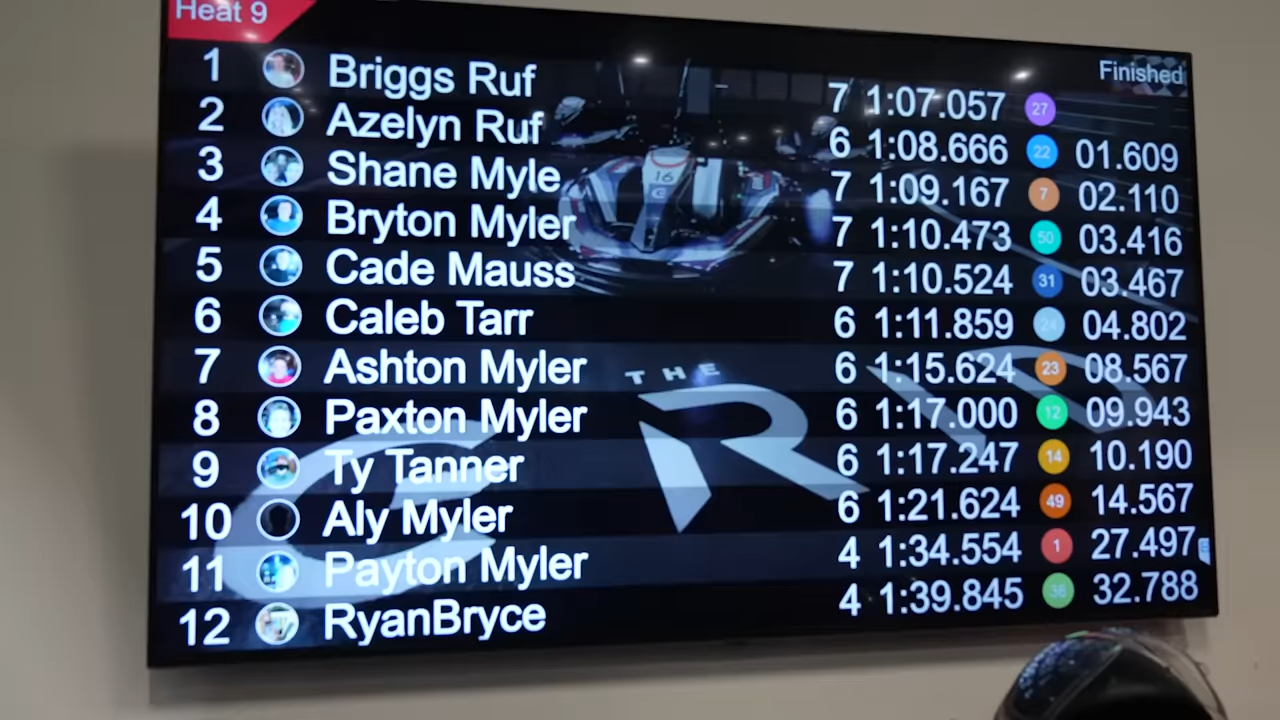 Heat 9
Finished
1 Briggs Ruf 7 1:07.057 27
2 Azelyn Ruf 6 1:08.666 22 01.609
3 Shane Myle 7 1:09.167 7 02.110
4 Bryton Myler 7 1:10.473 50 03.416
5 Cade Mauss 7 1:10.524 31 03.467
6 Caleb Tarr 6 1:11.859 24 04.802
7 Ashton Myler 6 1:15.624 23 08.567
8 Paxton Myler 6 1:17.000 12 09.943
9 Ty Tanner 6 1:17.247 14 10.190
10 Aly Myler 6 1:21.624 49 14.567
11 Payton Myler 4 1:34.554 1 27.497
12 RyanBryce 4 1:39.845 36 32.788
16
THE
GRID